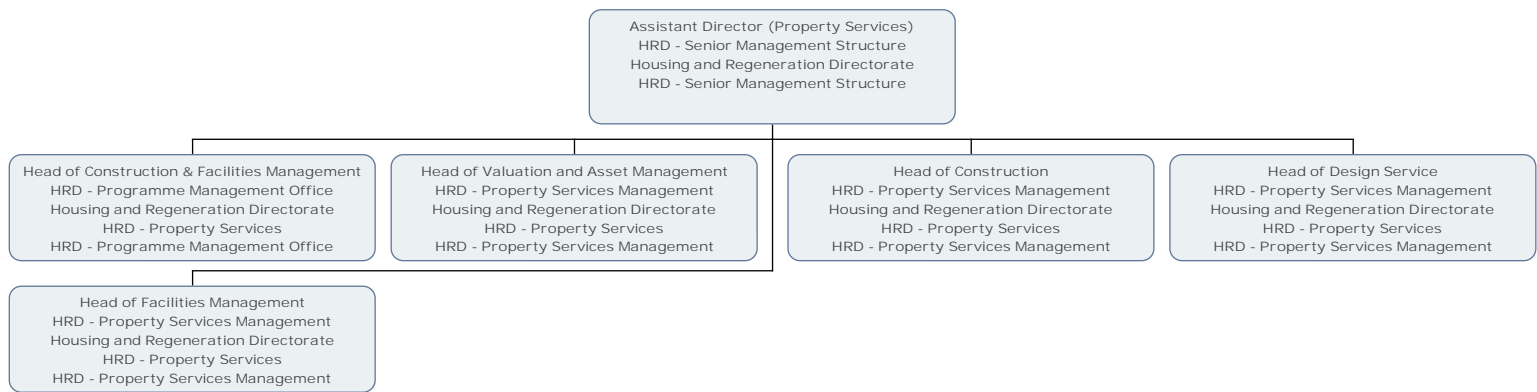 Assistant Director (Property Services)
HRD - Senior Management Structure
Housing and Regeneration Directorate
HRD - Senior Management Structure
Head of Construction & Facilities Management
HRD - Programme Management Office
Housing and Regeneration Directorate
HRD - Property Services
HRD - Programme Management Office
Head of Valuation and Asset Management
HRD - Property Services Management
Housing and Regeneration Directorate
HRD - Property Services
HRD - Property Services Management
Head of Construction
HRD - Property Services Management
Housing and Regeneration Directorate
HRD - Property Services
HRD - Property Services Management
Head of Design Service
HRD - Property Services Management
Housing and Regeneration Directorate
HRD - Property Services
HRD - Property Services Management
Head of Facilities Management
HRD - Property Services Management
Housing and Regeneration Directorate
HRD - Property Services
HRD - Property Services Management